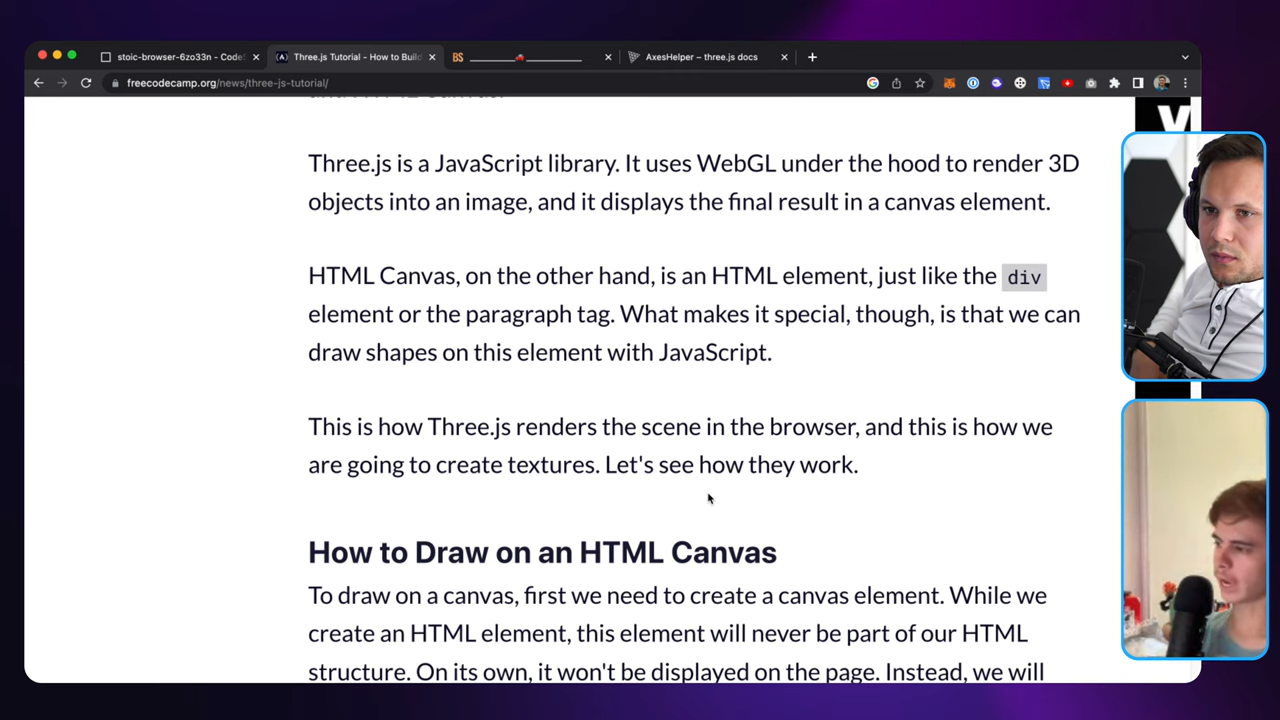 stoic-browser-6zo33n - Code
Three.js Tutorial - How to Build
BS
AxesHelper – three.js docs
freecodecamp.org/news/three-js-tutorial/
Three.js is a JavaScript library. It uses WebGL under the hood to render 3D
objects into an image, and it displays the final result in a canvas element.
HTML Canvas, on the other hand, is an HTML element, just like the div
element or the paragraph tag. What makes it special, though, is that we can
draw shapes on this element with JavaScript.
This is how Three.js renders the scene in the browser, and this is how we
are going to create textures. Let's see how they work.
How to Draw on an HTML Canvas
To draw on a canvas, first we need to create a canvas element. While we
create an HTML element, this element will never be part of our HTML
structure. On its own, it won't be displayed on the page. Instead, we will